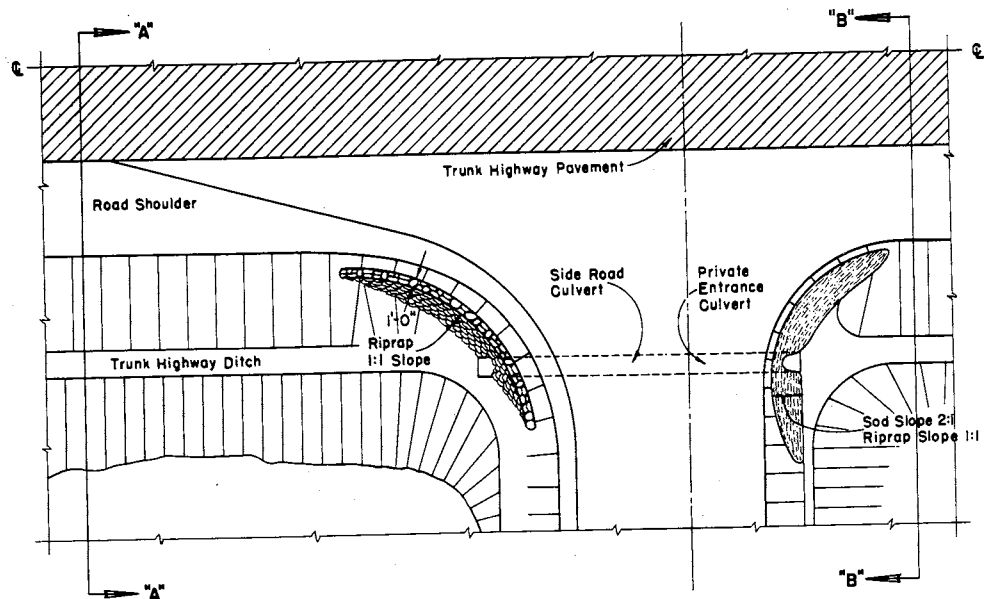 "A"
"B"
℄
℄
Trunk Highway Pavement
Road Shoulder
Side Road
Culvert
Private
Entrance
Culvert
1'-0"
Riprap
1:1 Slope
Trunk Highway Ditch
Sod Slope 2:1
Riprap Slope 1:1
"A"
"B"